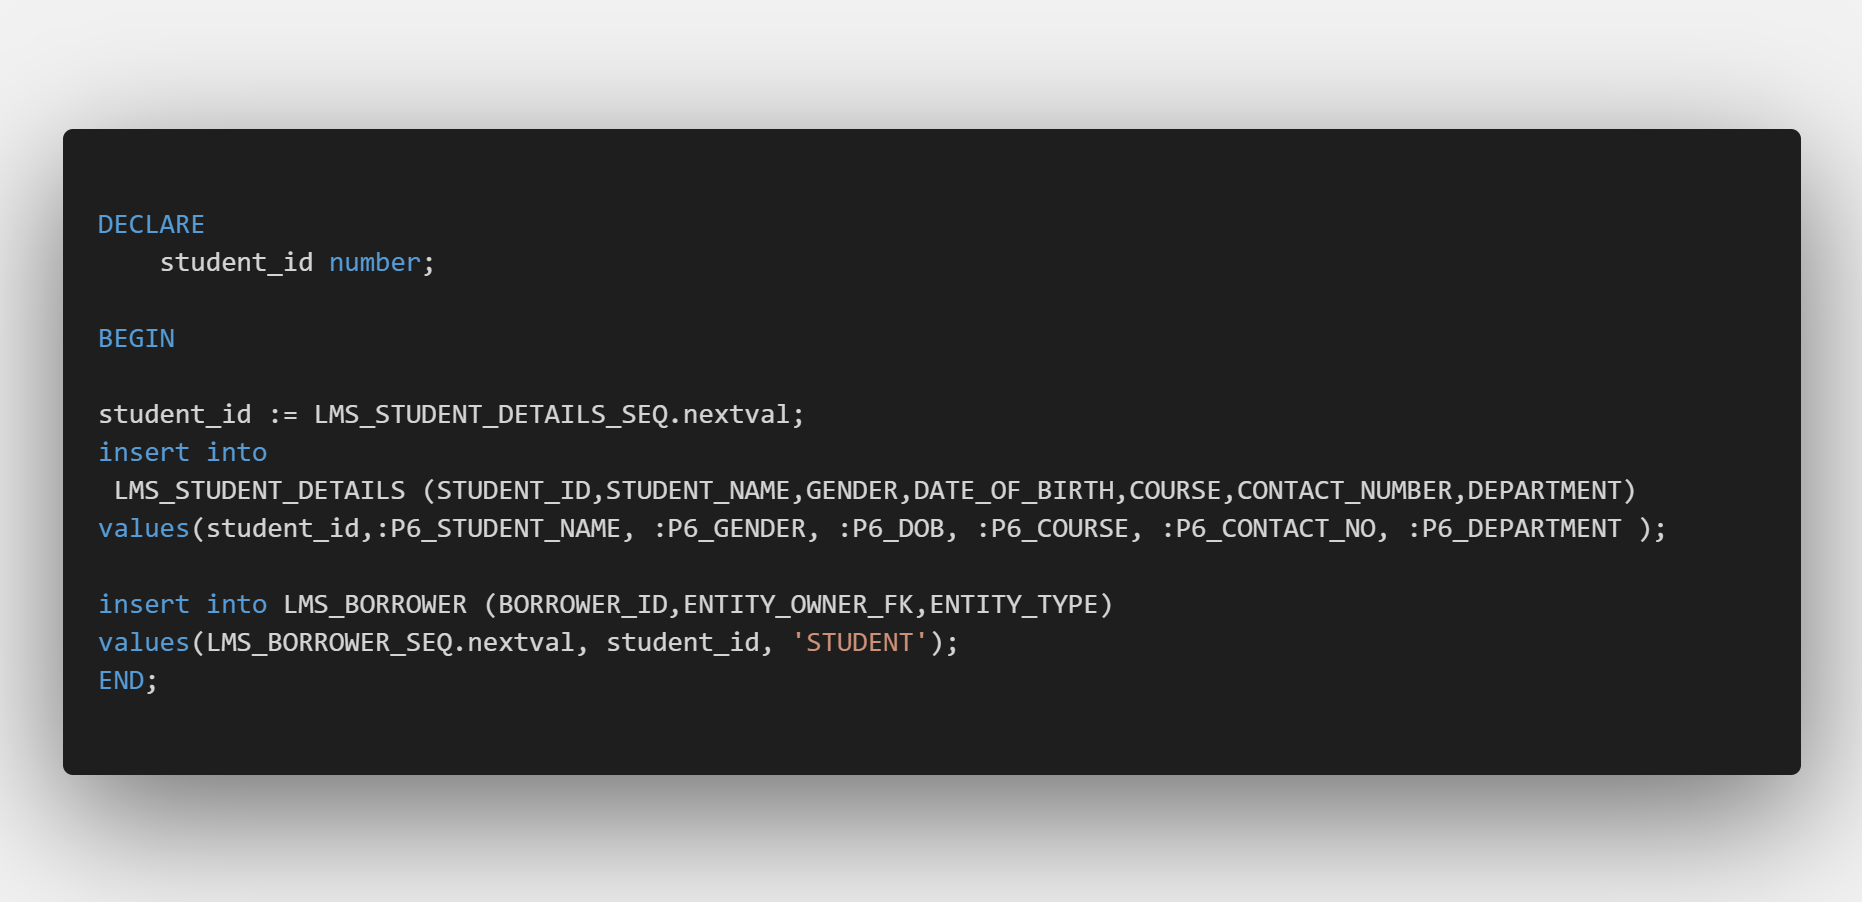 DECLARE
    student_id number;
BEGIN
student_id := LMS_STUDENT_DETAILS_SEQ.nextval;
insert into
 LMS_STUDENT_DETAILS (STUDENT_ID,STUDENT_NAME,GENDER,DATE_OF_BIRTH,COURSE,CONTACT_NUMBER,DEPARTMENT)
values(student_id,:P6_STUDENT_NAME, :P6_GENDER, :P6_DOB, :P6_COURSE, :P6_CONTACT_NO, :P6_DEPARTMENT );
insert into LMS_BORROWER (BORROWER_ID,ENTITY_OWNER_FK,ENTITY_TYPE)
values(LMS_BORROWER_SEQ.nextval, student_id, 'STUDENT');
END;